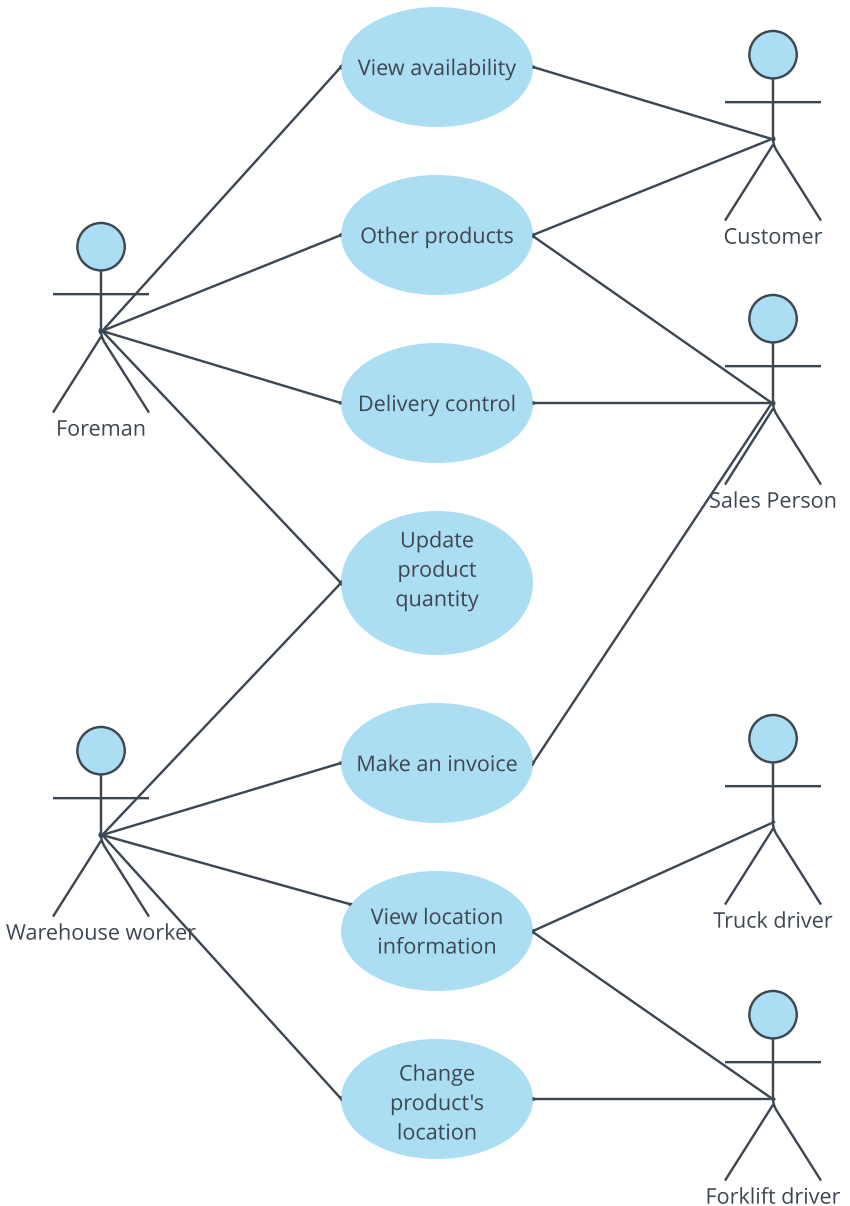 View availability
Customer
Other products
Foreman
Delivery control
Sales Person
Update
product
quantity
Make an invoice
Warehouse worker
View location
information
Truck driver
Change
product's
location
Forklift driver